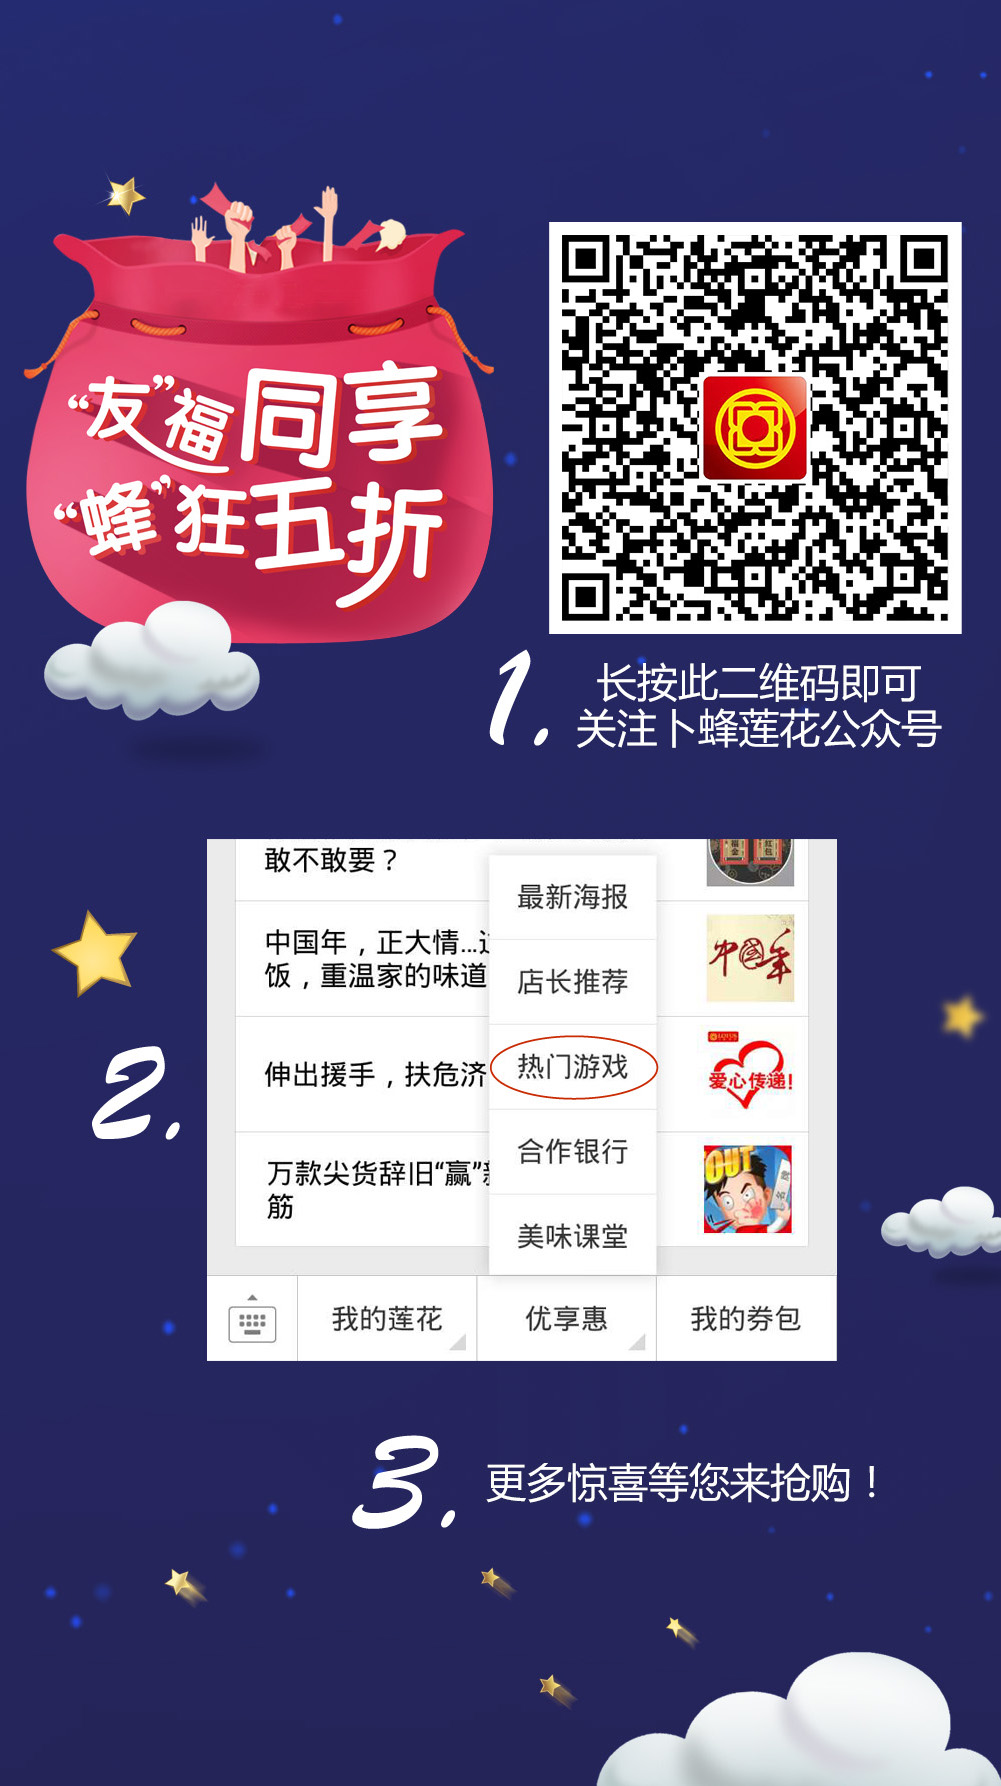 “友”福同享
“蜂”狂五折
1.
长按此二维码即可
关注卜蜂莲花公众号
2.
敢不敢要？
中国年，正大情...
饭，重温家的味道
中国年
伸出援手，扶危济
爱心传递!
万款尖货辞旧“赢”
筋
OUT
最新海报
店长推荐
热门游戏
合作银行
美味课堂
我的莲花
优享惠
我的券包
3.
更多惊喜等您来抢购！